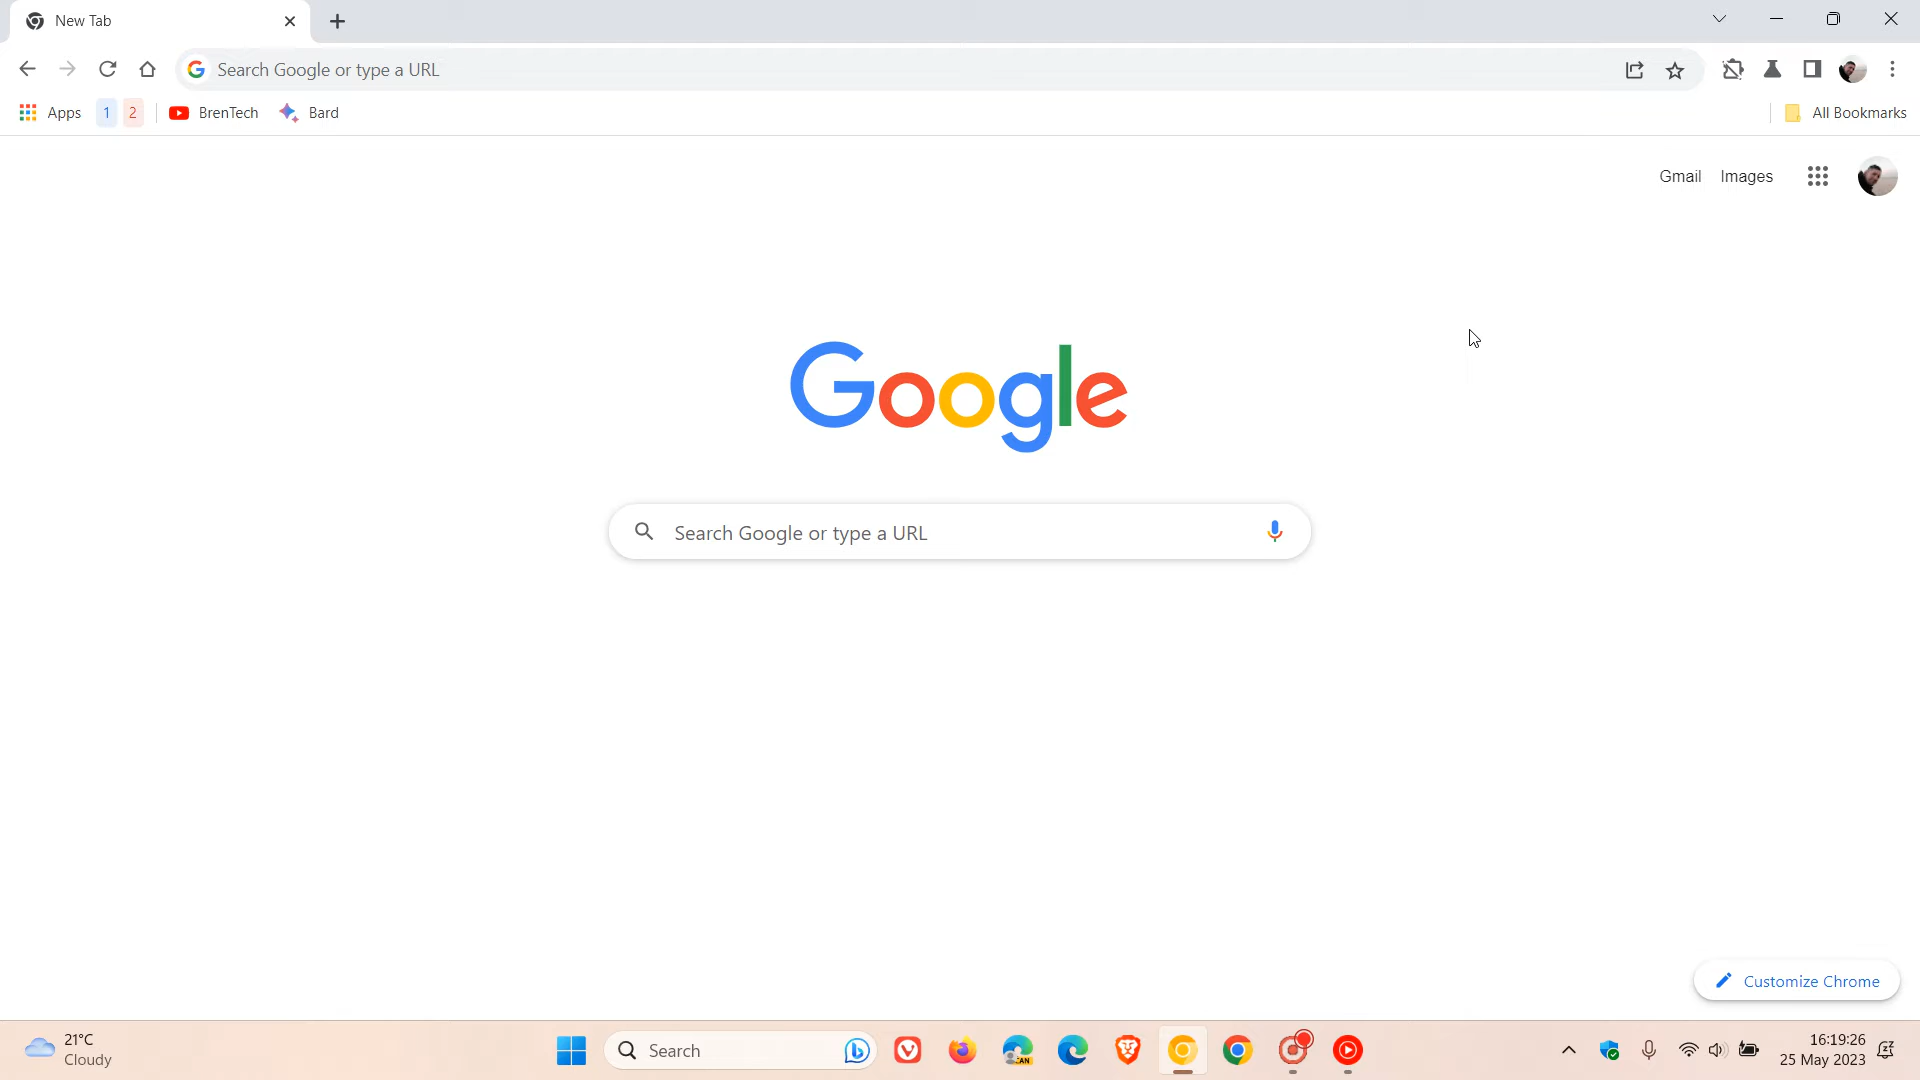 New Tab
Search Google or type a URL
Apps 1 2 BrenTech Bard All Bookmarks
Gmail Images
Google
Search Google or type a URL
Customize Chrome
21°C
Cloudy
Search
CAN
16:19:26
25 May 2023